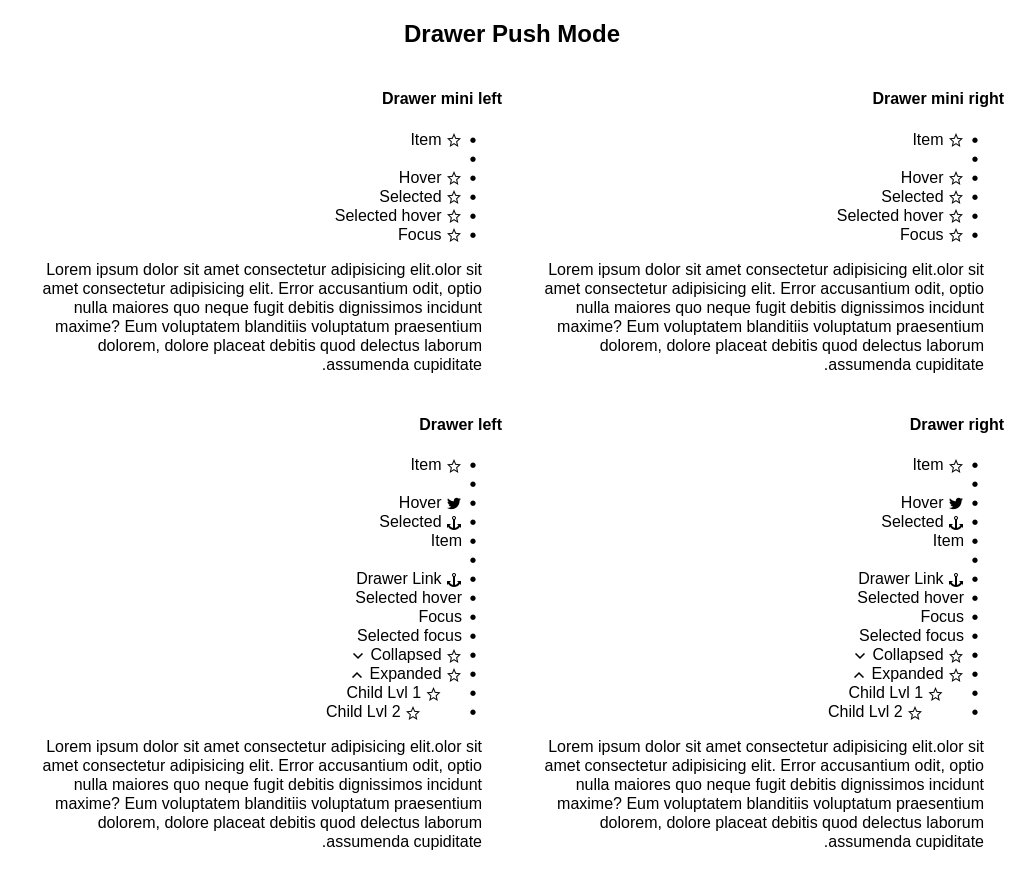 Drawer Push Mode
Drawer mini left
Item
Hover
Selected
Selected hover
Focus
Lorem ipsum dolor sit amet consectetur adipisicing elit.olor sit
amet consectetur adipisicing elit. Error accusantium odit, optio
nulla maiores quo neque fugit debitis dignissimos incidunt
maxime? Eum voluptatem blanditiis voluptatum praesentium
dolorem, dolore placeat debitis quod delectus laborum
.assumenda cupiditate
Drawer mini right
Item
Hover
Selected
Selected hover
Focus
Lorem ipsum dolor sit amet consectetur adipisicing elit.olor sit
amet consectetur adipisicing elit. Error accusantium odit, optio
nulla maiores quo neque fugit debitis dignissimos incidunt
maxime? Eum voluptatem blanditiis voluptatum praesentium
dolorem, dolore placeat debitis quod delectus laborum
.assumenda cupiditate
Drawer left
Item
Hover
Selected
Item
Drawer Link
Selected hover
Focus
Selected focus
Collapsed
Expanded
Child Lvl 1
Child Lvl 2
Lorem ipsum dolor sit amet consectetur adipisicing elit.olor sit
amet consectetur adipisicing elit. Error accusantium odit, optio
nulla maiores quo neque fugit debitis dignissimos incidunt
maxime? Eum voluptatem blanditiis voluptatum praesentium
dolorem, dolore placeat debitis quod delectus laborum
.assumenda cupiditate
Drawer right
Item
Hover
Selected
Item
Drawer Link
Selected hover
Focus
Selected focus
Collapsed
Expanded
Child Lvl 1
Child Lvl 2
Lorem ipsum dolor sit amet consectetur adipisicing elit.olor sit
amet consectetur adipisicing elit. Error accusantium odit, optio
nulla maiores quo neque fugit debitis dignissimos incidunt
maxime? Eum voluptatem blanditiis voluptatum praesentium
dolorem, dolore placeat debitis quod delectus laborum
.assumenda cupiditate